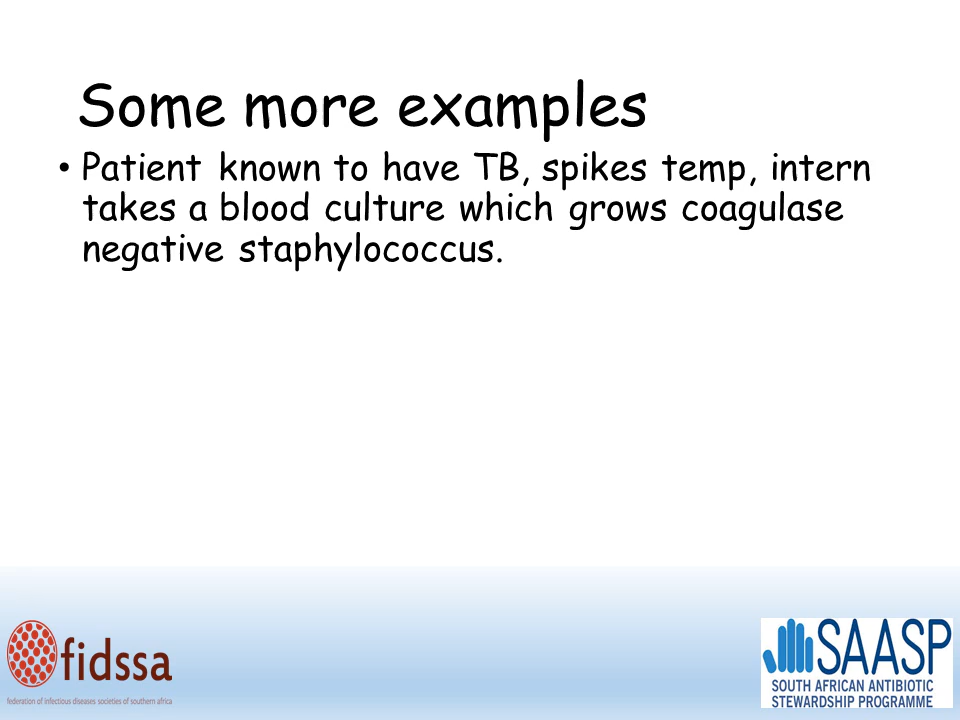 Some more examples
• Patient known to have TB, spikes temp, intern
takes a blood culture which grows coagulase
negative staphylococcus.
fidssa
federation of infectious diseases societies of southern africa
SAASP
SOUTH AFRICAN ANTIBIOTIC
STEWARDSHIP PROGRAMME